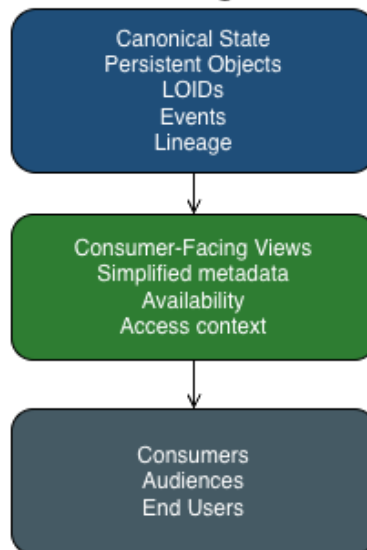 Canonical State
Persistent Objects
LOIDs
Events
Lineage
Consumer-Facing Views
Simplified metadata
Availability
Access context
Consumers
Audiences
End Users